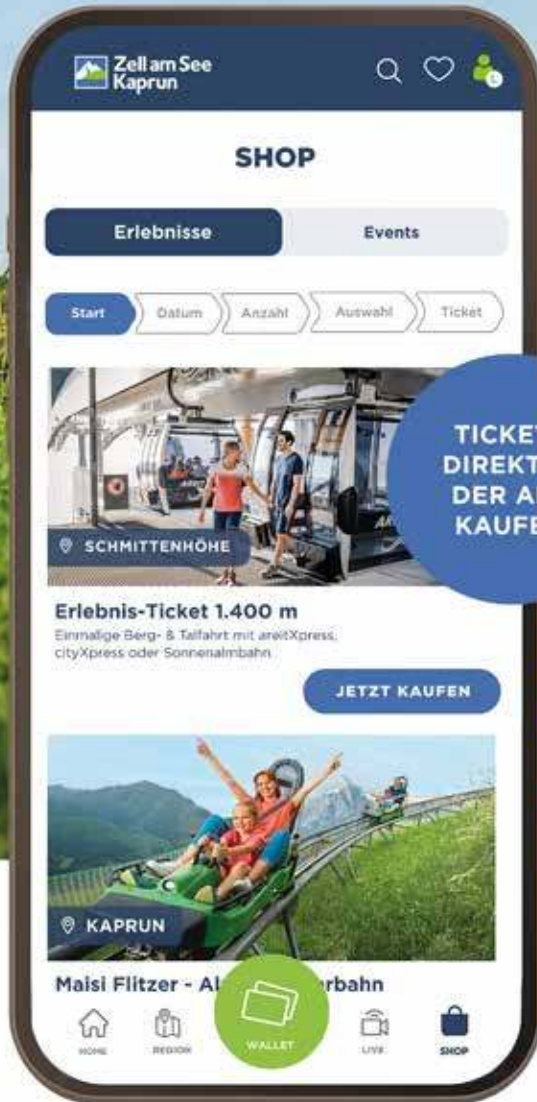 Zell am See
Kaprun
SHOP
Erlebnisse
Events
Start
Datum
Anzahl
Auswahl
Ticket
TICKE
DIREKT
DER A
KAUFE
SCHMITTENHÖHE
Erlebnis-Ticket 1.400 m
Einmalige Berg- & Talfahrt mit areitXpress,
cityXpress oder Sonnenalmbahn
JETZT KAUFEN
KAPRUN
Maisi Flitzer - Al rbahn
HOME
REGION
WALLET
LIVE
SHOP